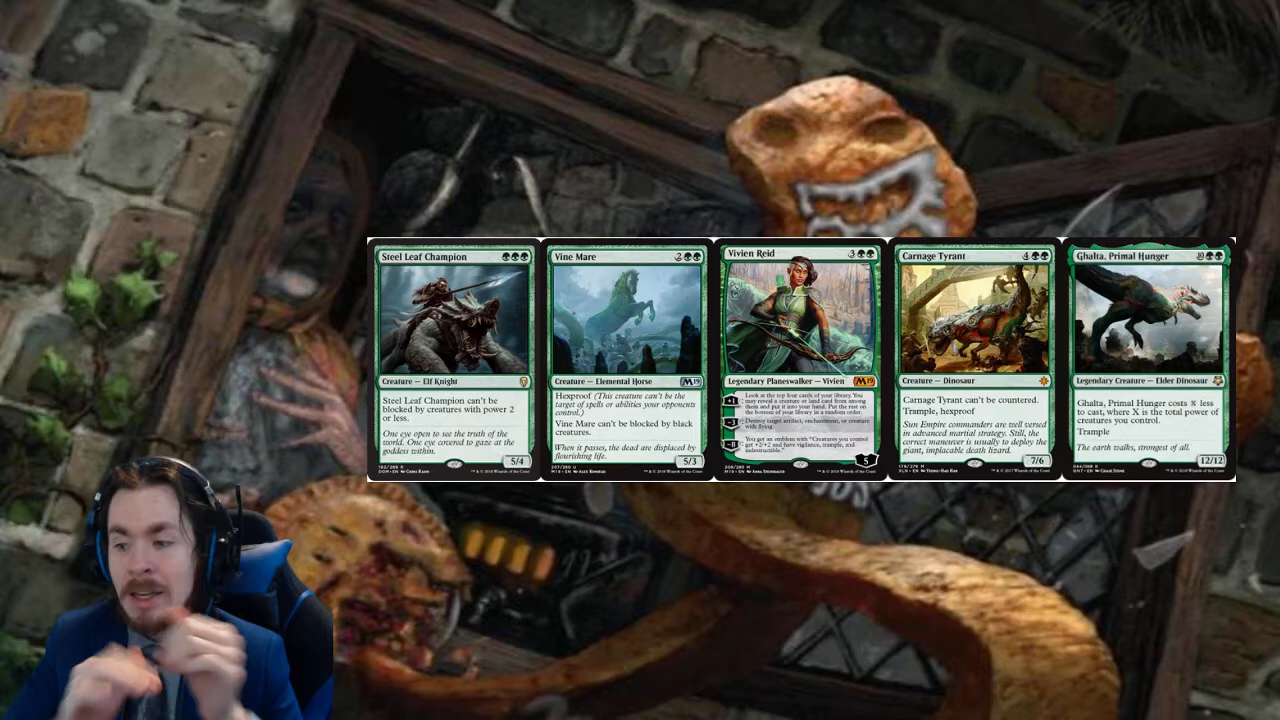 Steel Leaf Champion
Creature — Elf Knight
Steel Leaf Champion can't be
blocked by creatures with power 2
or less.
One eye open to see the truth of the
world. One eye covered to gaze at the
goddess within.
5/4
Vine Mare
2
Creature — Elemental Horse
M19
Hexproof (This creature can't be the
target of spells or abilities your opponents
control.)
Vine Mare can't be blocked by black
creatures.
When it passes, the dead are displaced by
flourishing life.
5/3
Vivien Reid
3
Legendary Planeswalker — Vivien
M19
+1
Look at the top four cards of your library. You
may reveal a creature or land card from among
them and put it into your hand. Put the rest on
the bottom of your library in a random order.
-3
Destroy target artifact, enchantment, or creature
with flying.
-8
You get an emblem with "Creatures you control
get +2/+2 and have vigilance, trample, and
indestructible."
5
Carnage Tyrant
4
Creature — Dinosaur
Carnage Tyrant can't be countered.
Trample, hexproof
Sun Empire commanders are well versed
in advanced martial strategy. Still, the
correct maneuver is usually to deploy the
giant, implacable death lizard.
7/6
Ghalta, Primal Hunger
10
Legendary Creature — Elder Dinosaur
Ghalta, Primal Hunger costs X less
to cast, where X is the total power of
creatures you control.
Trample
The earth walks, strongest of all.
12/12